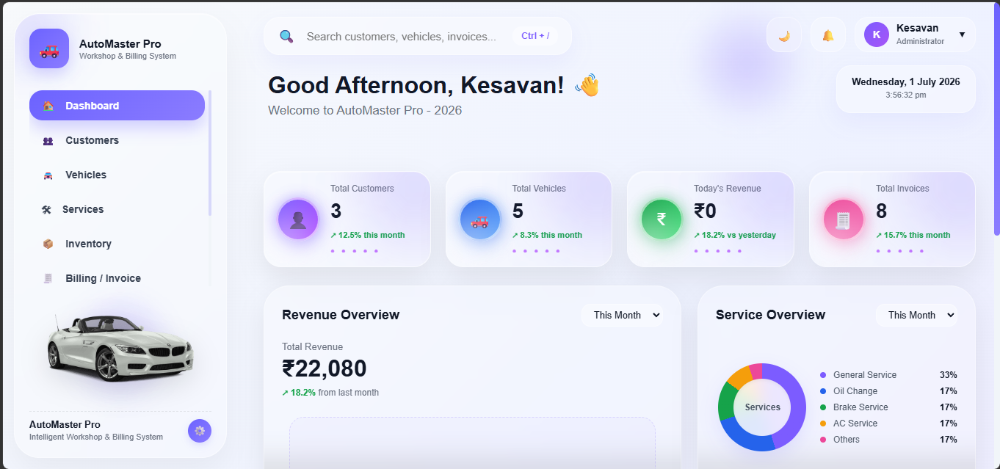 AutoMaster Pro
Workshop & Billing System
Dashboard
Customers
Vehicles
Services
Inventory
Billing / Invoice
AutoMaster Pro
Intelligent Workshop & Billing System
Search customers, vehicles, invoices...
Ctrl + /
K
Kesavan
Administrator
Good Afternoon, Kesavan! 👋
Welcome to AutoMaster Pro - 2026
Wednesday, 1 July 2026
3:56:32 pm
Total Customers
3
↗ 12.5% this month
Total Vehicles
5
↗ 8.3% this month
₹
Today's Revenue
₹0
↗ 18.2% vs yesterday
Total Invoices
8
↗ 15.7% this month
Revenue Overview
This Month
Total Revenue
₹22,080
↗ 18.2% from last month
Service Overview
This Month
Services
General Service 33%
Oil Change 17%
Brake Service 17%
AC Service 17%
Others 17%